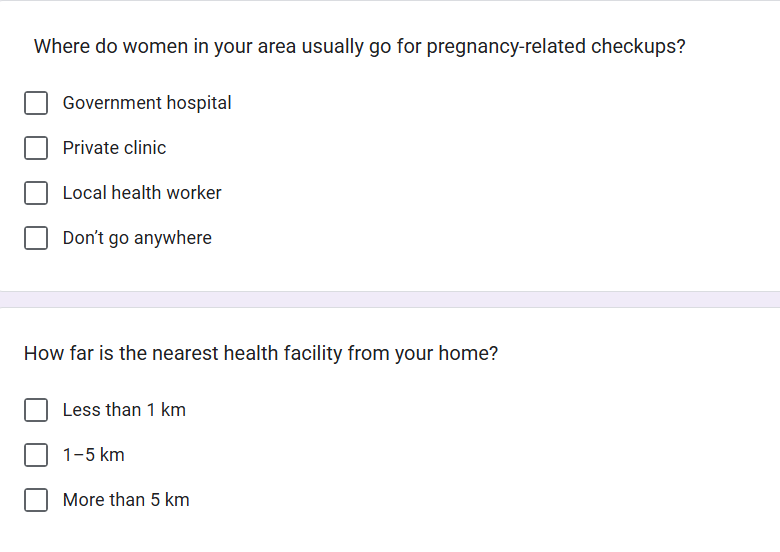 Where do women in your area usually go for pregnancy-related checkups?
Government hospital
Private clinic
Local health worker
Don’t go anywhere
How far is the nearest health facility from your home?
Less than 1 km
1–5 km
More than 5 km